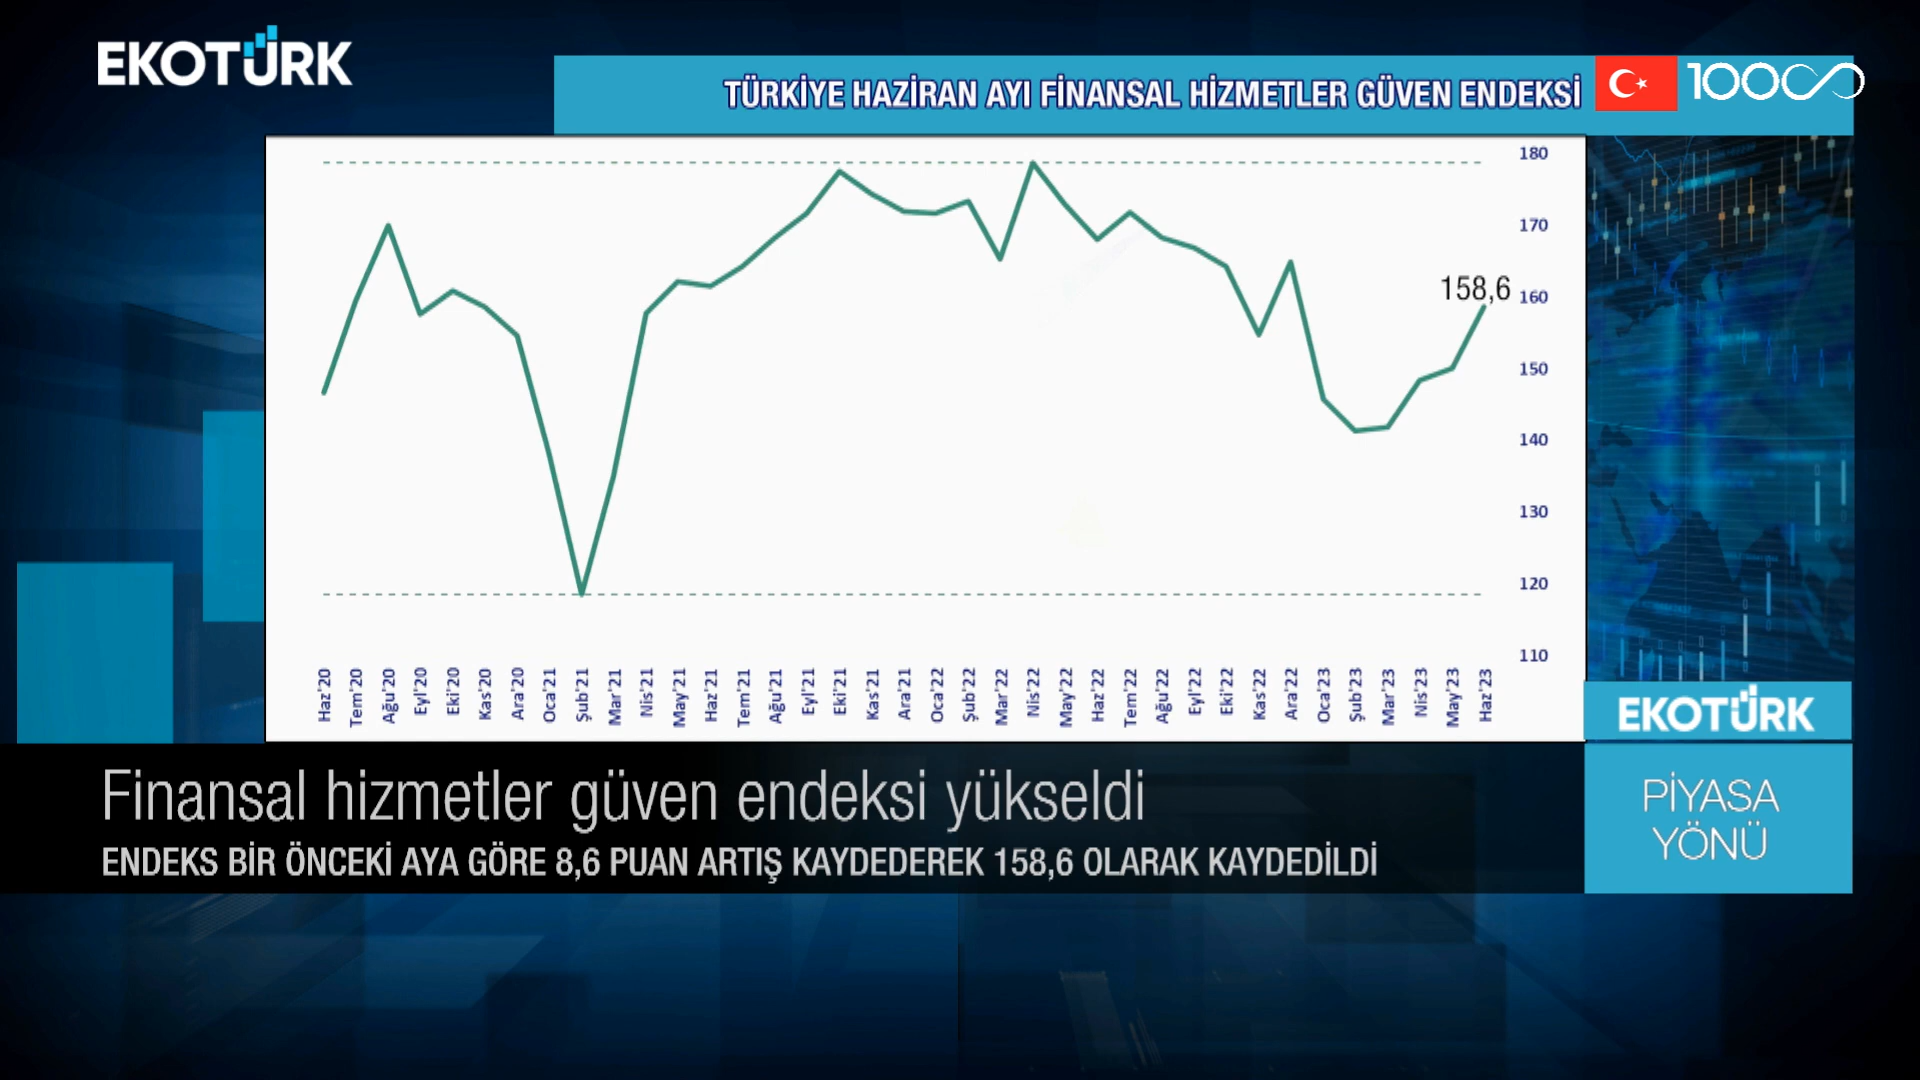 EKOTÜRK
TÜRKİYE HAZİRAN AYI FİNANSAL HİZMETLER GÜVEN ENDEKSİ
100
180
170
160
150
140
130
120
110
158,6
Haz'20 Tem'20 Ağu'20 Eyl'20 Eki'20 Kas'20 Ara'20 Oca'21 Şub'21 Mar'21 Nis'21 May'21 Haz'21 Tem'21 Ağu'21 Eyl'21 Eki'21 Kas'21 Ara'21 Oca'22 Şub'22 Mar'22 Nis'22 May'22 Haz'22 Tem'22 Ağu'22 Eyl'22 Eki'22 Kas'22 Ara'22 Oca'23 Şub'23 Mar'23 Nis'23 May'23 Haz'23
EKOTÜRK
Finansal hizmetler güven endeksi yükseldi
ENDEKS BİR ÖNCEKİ AYA GÖRE 8,6 PUAN ARTIŞ KAYDEDEREK 158,6 OLARAK KAYDEDİLDİ
PİYASA
YÖNÜ